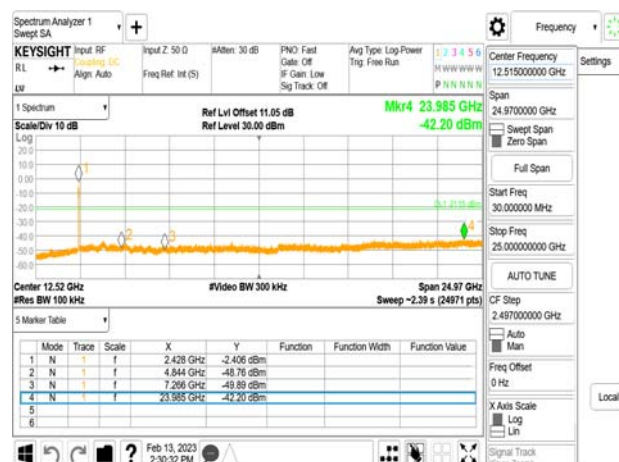 Spectrum Analyzer 1
Swept SA
KEYSIGHT Input: RF Input Z: 50 Ω #Atten: 30 dB PNO: Fast Avg Type: Log-Power 1 2 3 4 5 6
RL Coupling: DC Gate: Off Trig: Free Run M W W W W W
Align: Auto Freq Ref: Int (S) IF Gain: Low
Sig Track: Off P N N N N N
1 Spectrum
Ref Lvl Offset 11.05 dB
Mkr4 23.985 GHz
Scale/Div 10 dB
Ref Level 30.00 dBm
-42.20 dBm
Log
20.0
10.0
0.00
-10.0
-20.0
-30.0
-40.0
-50.0
-60.0
1
2
3
4
Center 12.52 GHz #Video BW 300 kHz Span 24.97 GHz
#Res BW 100 kHz Sweep ~2.39 s (24971 pts)
5 Marker Table
Mode Trace Scale X Y Function Function Width Function Value
1 N 1 f 2.428 GHz -2.406 dBm
2 N 1 f 4.844 GHz -48.76 dBm
3 N 1 f 7.266 GHz -49.89 dBm
4 N 1 f 23.985 GHz -42.20 dBm
5
6
Feb 13, 2023
2:30:32 PM
Frequency
Settings
Center Frequency
12.515000000 GHz
Span
24.9700000 GHz
Swept Span
Zero Span
Full Span
Start Freq
30.000000 MHz
Stop Freq
25.000000000 GHz
AUTO TUNE
CF Step
2.497000000 GHz
Auto
Man
Freq Offset
0 Hz
X Axis Scale
Log
Lin
Signal Track
Local